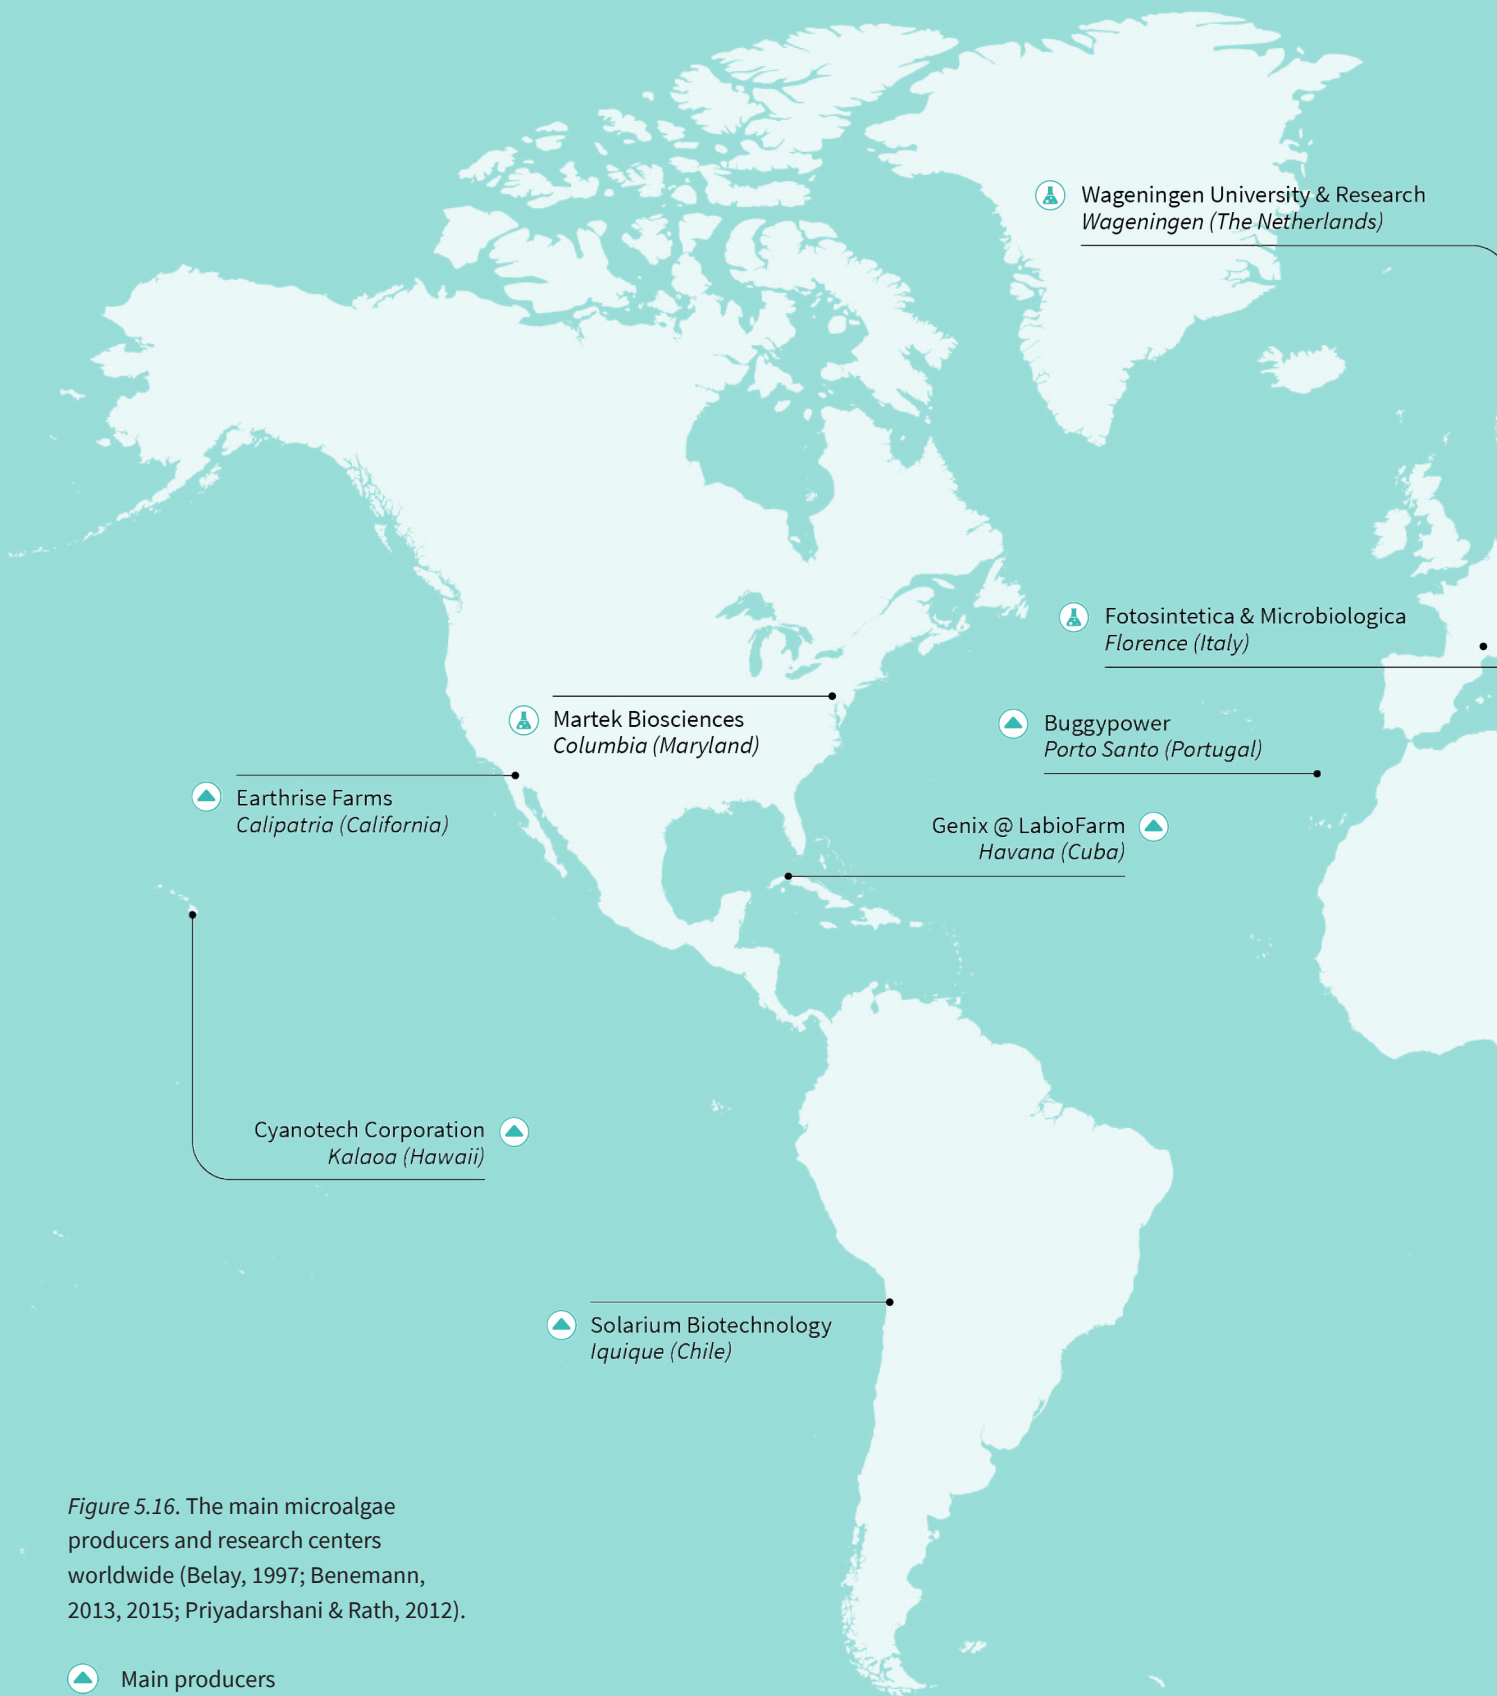 Wageningen University & Research
Wageningen (The Netherlands)
Fotosintetica & Microbiologica
Florence (Italy)
Martek Biosciences
Columbia (Maryland)
Buggypower
Porto Santo (Portugal)
Earthrise Farms
Calipatria (California)
Genix @ LabioFarm
Havana (Cuba)
Cyanotech Corporation
Kalaoa (Hawaii)
Solarium Biotechnology
Iquique (Chile)
Figure 5.16. The main microalgae
producers and research centers
worldwide (Belay, 1997; Benemann,
2013, 2015; Priyadarshani & Rath, 2012).
Main producers